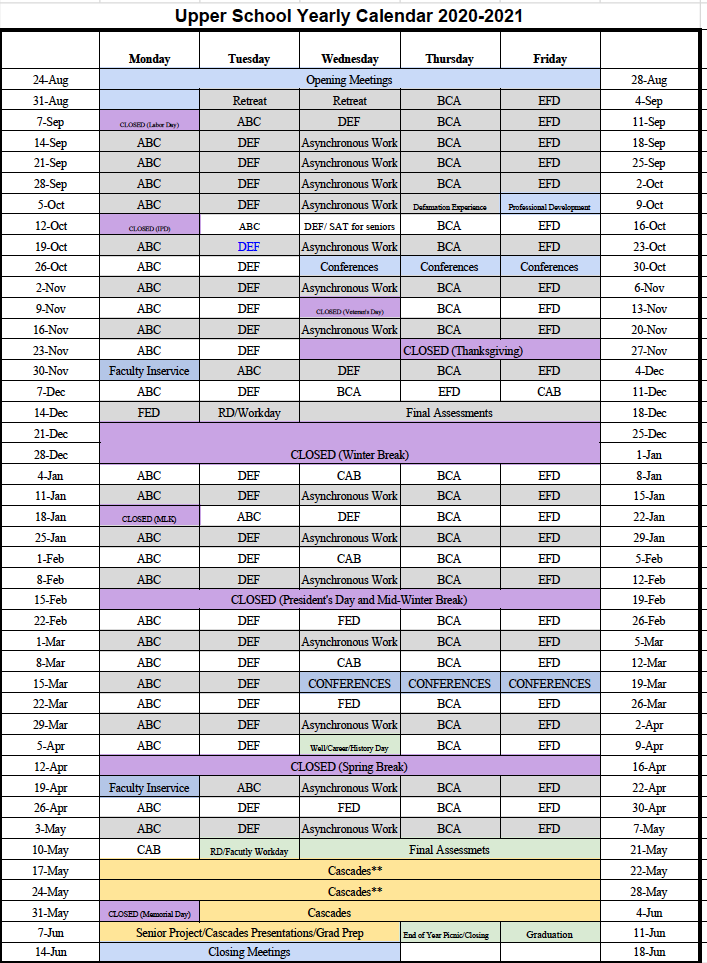 Upper School Yearly Calendar 2020-2021
Monday Tuesday Wednesday Thursday Friday
24-Aug Opening Meetings 28-Aug
31-Aug Retreat Retreat BCA EFD 4-Sep
7-Sep CLOSED (Labor Day) ABC DEF BCA EFD 11-Sep
14-Sep ABC DEF Asynchronous Work BCA EFD 18-Sep
21-Sep ABC DEF Asynchronous Work BCA EFD 25-Sep
28-Sep ABC DEF Asynchronous Work BCA EFD 2-Oct
5-Oct ABC DEF Asynchronous Work Defamation Experience Professional Development 9-Oct
12-Oct CLOSED (IPD) ABC DEF/ SAT for seniors BCA EFD 16-Oct
19-Oct ABC DEF Asynchronous Work BCA EFD 23-Oct
26-Oct ABC DEF Conferences Conferences Conferences 30-Oct
2-Nov ABC DEF Asynchronous Work BCA EFD 6-Nov
9-Nov ABC DEF CLOSED (Veteran's Day) BCA EFD 13-Nov
16-Nov ABC DEF Asynchronous Work BCA EFD 20-Nov
23-Nov ABC DEF CLOSED (Thanksgiving) 27-Nov
30-Nov Faculty Inservice ABC DEF BCA EFD 4-Dec
7-Dec ABC DEF BCA EFD CAB 11-Dec
14-Dec FED RD/Workday Final Assessments 18-Dec
21-Dec 25-Dec
28-Dec CLOSED (Winter Break) 1-Jan
4-Jan ABC DEF CAB BCA EFD 8-Jan
11-Jan ABC DEF Asynchronous Work BCA EFD 15-Jan
18-Jan CLOSED (MLK) ABC DEF BCA EFD 22-Jan
25-Jan ABC DEF Asynchronous Work BCA EFD 29-Jan
1-Feb ABC DEF CAB BCA EFD 5-Feb
8-Feb ABC DEF Asynchronous Work BCA EFD 12-Feb
15-Feb CLOSED (President's Day and Mid-Winter Break) 19-Feb
22-Feb ABC DEF FED BCA EFD 26-Feb
1-Mar ABC DEF Asynchronous Work BCA EFD 5-Mar
8-Mar ABC DEF CAB BCA EFD 12-Mar
15-Mar ABC DEF CONFERENCES CONFERENCES CONFERENCES 19-Mar
22-Mar ABC DEF FED BCA EFD 26-Mar
29-Mar ABC DEF Asynchronous Work BCA EFD 2-Apr
5-Apr ABC DEF Well/Career/History Day BCA EFD 9-Apr
12-Apr CLOSED (Spring Break) 16-Apr
19-Apr Faculty Inservice ABC Asynchronous Work BCA EFD 22-Apr
26-Apr ABC DEF FED BCA EFD 30-Apr
3-May ABC DEF Asynchronous Work BCA EFD 7-May
10-May CAB RD/Facutly Workday Final Assessmets 21-May
17-May Cascades** 22-May
24-May Cascades** 28-May
31-May CLOSED (Memorial Day) Cascades 4-Jun
7-Jun Senior Project/Cascades Presentations/Grad Prep End of Year Picnic/Closing Graduation 11-Jun
14-Jun Closing Meetings 18-Jun